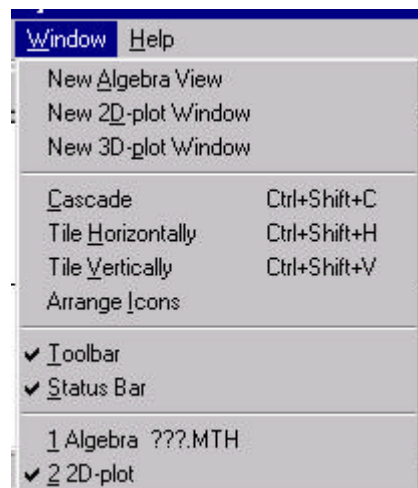 Window Help
New Algebra View
New 2D-plot Window
New 3D-plot Window
Cascade Ctrl+Shift+C
Tile Horizontally Ctrl+Shift+H
Tile Vertically Ctrl+Shift+V
Arrange Icons
Toolbar
Status Bar
1 Algebra ???.MTH
2 2D-plot